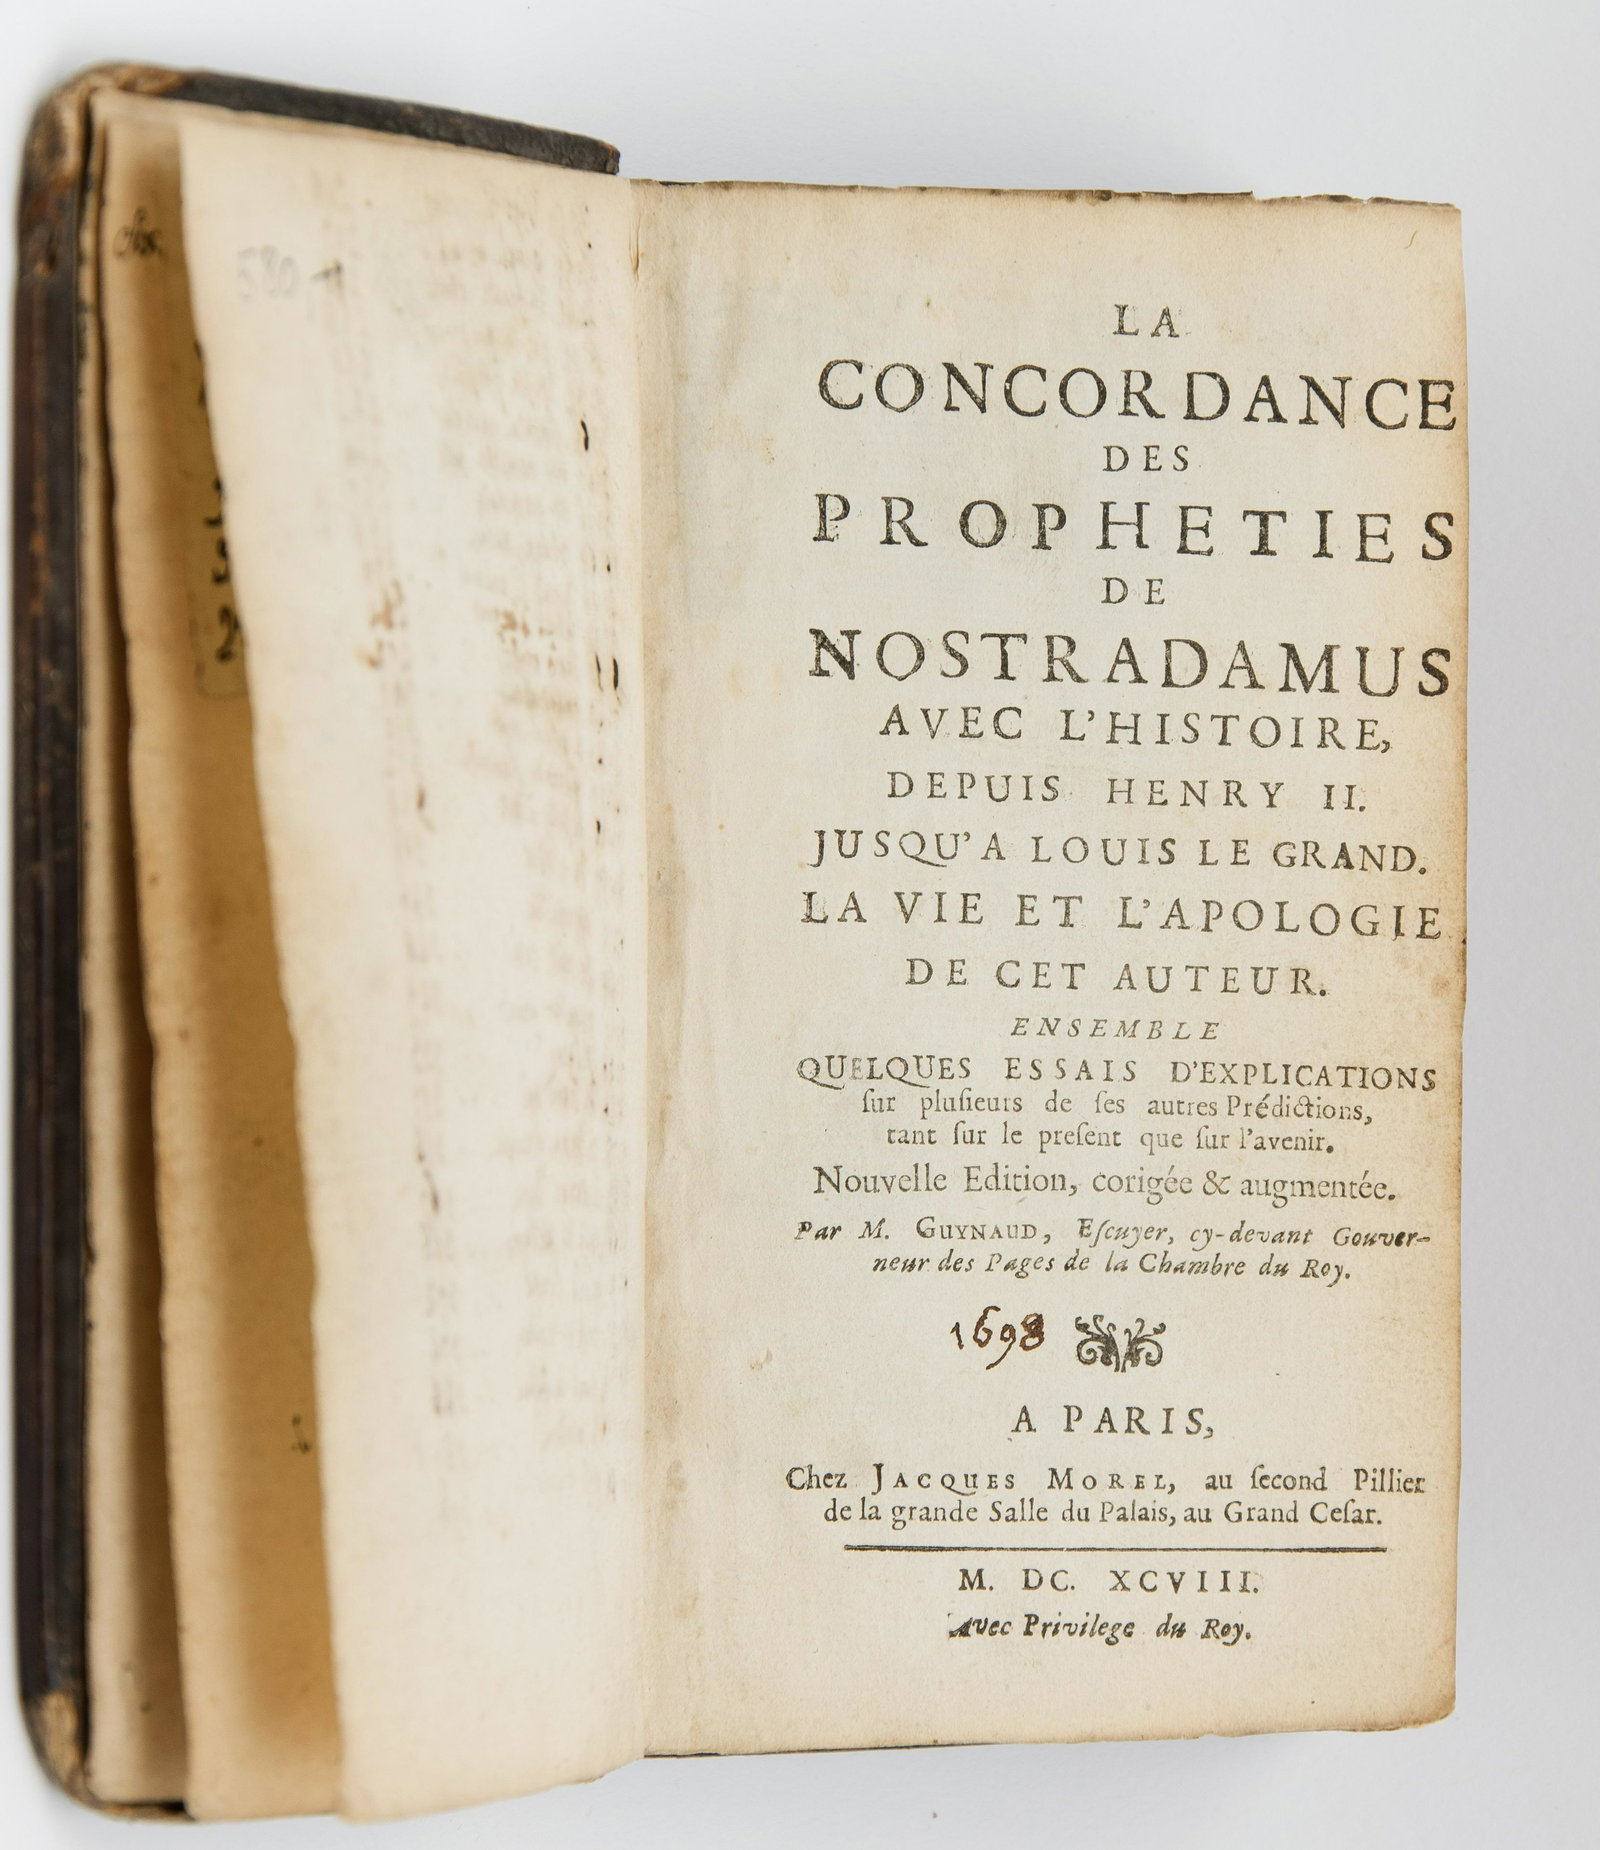 580
LA
CONCORDANCE
DES
PROPHETIES
DE
NOSTRADAMUS
AVEC L'HISTOIRE,
DEPUIS HENRY II.
JUSQU'A LOUIS LE GRAND.
LA VIE ET L'APOLOGIE
DE CET AUTEUR.
ENSEMBLE
QUELQUES ESSAIS D'EXPLICATIONS
ſur pluſieurs de ſes autres Prédictions,
tant ſur le preſent que ſur l'avenir.
Nouvelle Edition, corigée & augmentée.
Par M. GUYNAUD, Eſcuyer, cy-devant Gouver-
neur des Pages de la Chambre du Roy.
1698
A PARIS,
Chez JACQUES MOREL, au ſecond Pillier
de la grande Salle du Palais, au Grand Ceſar.
M. DC. XCVIII.
Avec Privilege du Roy.